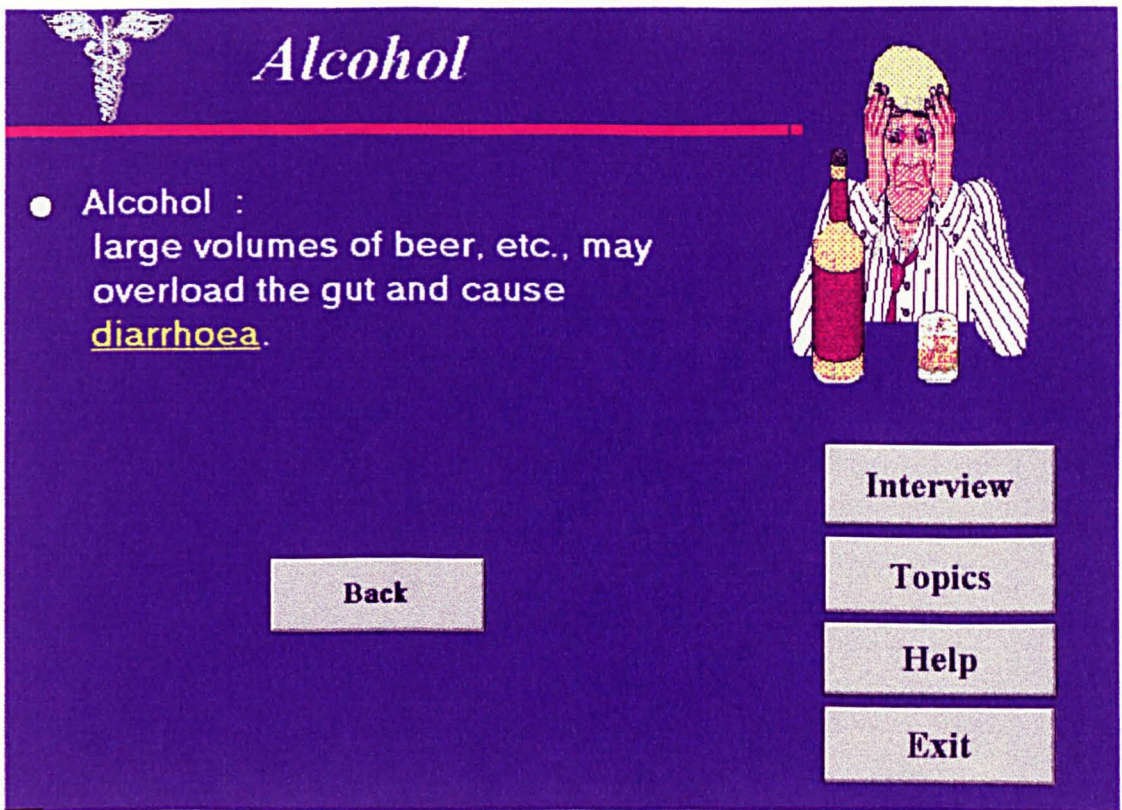 Alcohol
Alcohol :
large volumes of beer, etc., may
overload the gut and cause
diarrhoea.
Back
Interview
Topics
Help
Exit